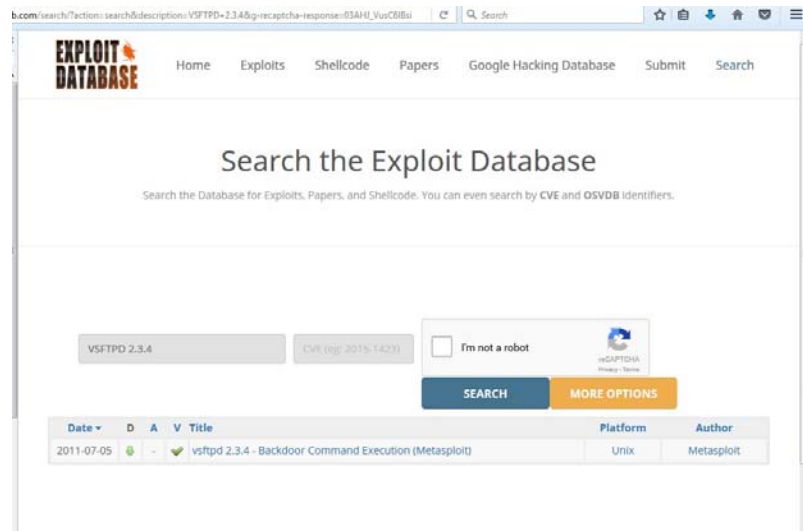 b.com/search/?action=search&description=VSFTPD+2.3.4&g-recaptcha-response=03AHJ_VusC6IBsi Search
EXPLOIT DATABASE
Home Exploits Shellcode Papers Google Hacking Database Submit Search
Search the Exploit Database
Search the Database for Exploits, Papers, and Shellcode. You can even search by CVE and OSVDB identifiers.
VSFTPD 2.3.4 CVE (eg: 2015-1423) I'm not a robot
reCAPTCHA
Privacy - Terms
SEARCH MORE OPTIONS
Date D A V Title Platform Author
2011-07-05 - vsftpd 2.3.4 - Backdoor Command Execution (Metasploit) Unix Metasploit